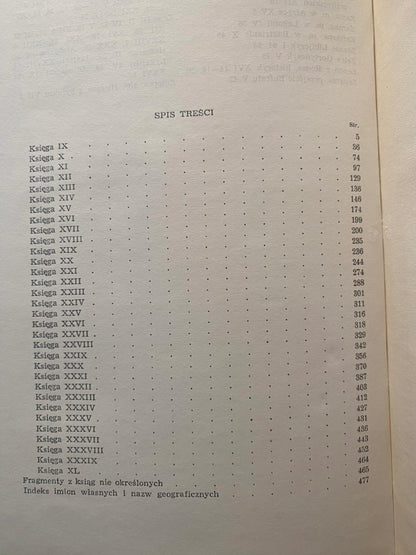 SPIS TREŚCI
Str.
Księga IX 5
Księga X 36
Księga XI 74
Księga XII 97
Księga XIII 129
Księga XIV 136
Księga XV 146
Księga XVI 174
Księga XVII 199
Księga XVIII 200
Księga XIX 235
Księga XX 236
Księga XXI 244
Księga XXII 274
Księga XXIII 288
Księga XXIV 301
Księga XXV 311
Księga XXVI 316
Księga XXVII 318
Księga XXVIII 329
Księga XXIX 342
Księga XXX 356
Księga XXXI 370
Księga XXXII 387
Księga XXXIII 403
Księga XXXIV 412
Księga XXXV 427
Księga XXXVI 431
Księga XXXVII 436
Księga XXXVIII 443
Księga XXXIX 452
Księga XL 464
Fragmenty z ksiąg nie określonych 465
Indeks imion własnych i nazw geograficznych 477